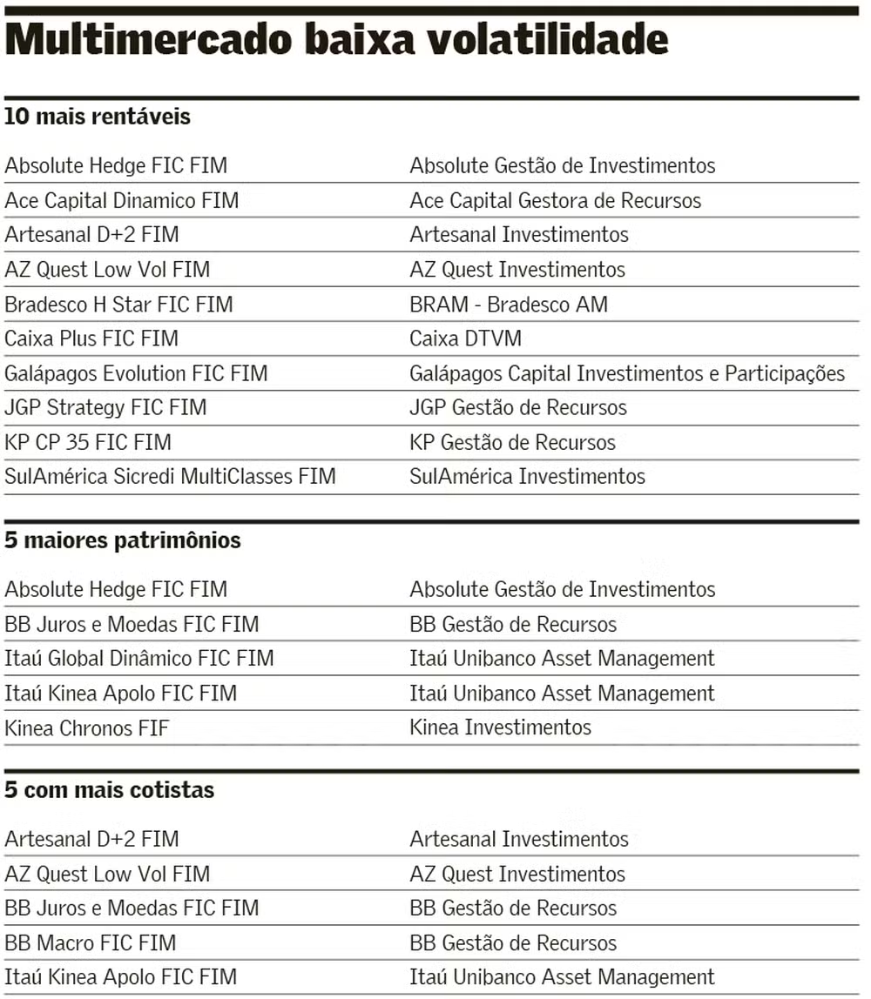 Multimercado baixa volatilidade
10 mais rentáveis
Absolute Hedge FIC FIM Absolute Gestão de Investimentos
Ace Capital Dinamico FIM Ace Capital Gestora de Recursos
Artesanal D+2 FIM Artesanal Investimentos
AZ Quest Low Vol FIM AZ Quest Investimentos
Bradesco H Star FIC FIM BRAM - Bradesco AM
Caixa Plus FIC FIM Caixa DTVM
Galápagos Evolution FIC FIM Galápagos Capital Investimentos e Participações
JGP Strategy FIC FIM JGP Gestão de Recursos
KP CP 35 FIC FIM KP Gestão de Recursos
SulAmérica Sicredi MultiClasses FIM SulAmérica Investimentos
5 maiores patrimônios
Absolute Hedge FIC FIM Absolute Gestão de Investimentos
BB Juros e Moedas FIC FIM BB Gestão de Recursos
Itaú Global Dinâmico FIC FIM Itaú Unibanco Asset Management
Itaú Kinea Apolo FIC FIM Itaú Unibanco Asset Management
Kinea Chronos FIF Kinea Investimentos
5 com mais cotistas
Artesanal D+2 FIM Artesanal Investimentos
AZ Quest Low Vol FIM AZ Quest Investimentos
BB Juros e Moedas FIC FIM BB Gestão de Recursos
BB Macro FIC FIM BB Gestão de Recursos
Itaú Kinea Apolo FIC FIM Itaú Unibanco Asset Management